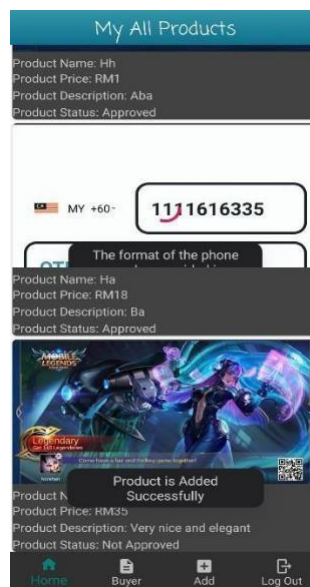 My All Products
Product Name: Hh
Product Price: RM1
Product Description: Aba
Product Status: Approved
MY +60-
1111616335
The format of the phone
Product Name: Ha
Product Price: RM18
Product Description: Ba
Product Status: Approved
MOBILE
LEGENDS
Legendary
Product is Added
Successfully
Product N
Product Price: RM35
Product Description: Very nice and elegant
Product Status: Not Approved
Home
Buyer
Add
Log Out